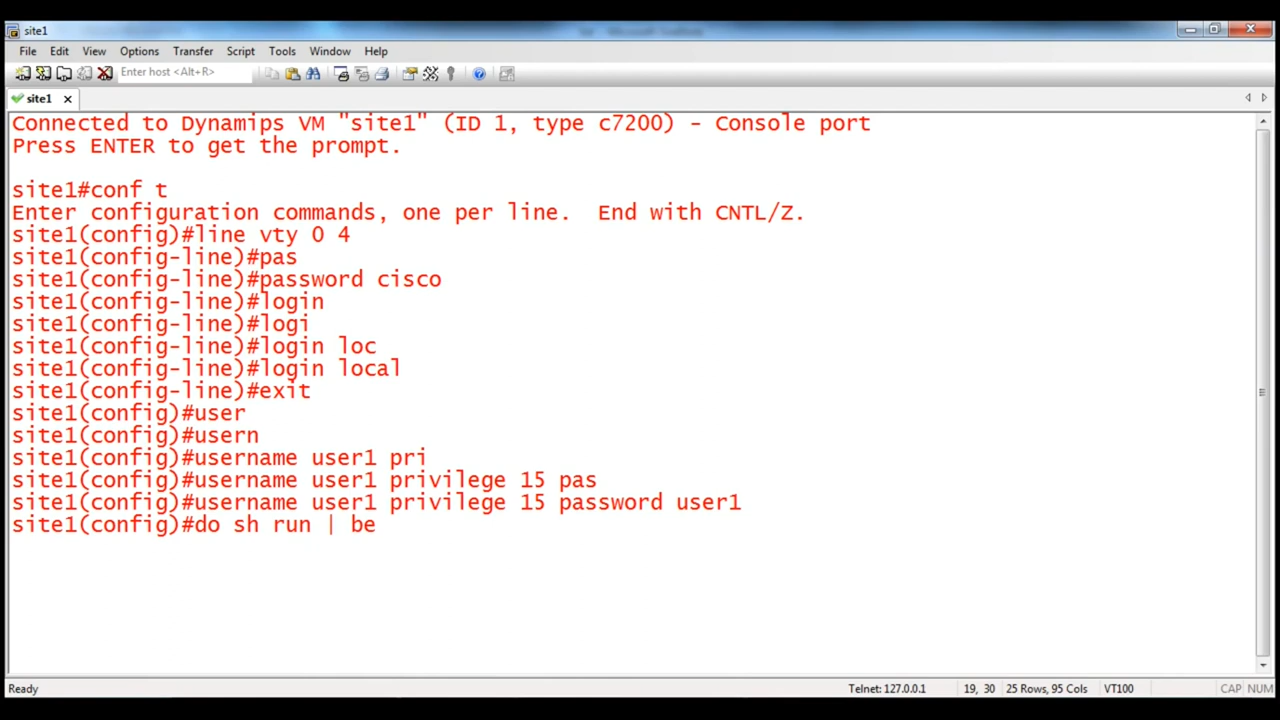 site1
File Edit View Options Transfer Script Tools Window Help
Enter host <Alt+R>
site1
Connected to Dynamips VM "site1" (ID 1, type c7200) - Console port
Press ENTER to get the prompt.
site1#conf t
Enter configuration commands, one per line.  End with CNTL/Z.
site1(config)#line vty 0 4
site1(config-line)#pas
site1(config-line)#password cisco
site1(config-line)#login
site1(config-line)#logi
site1(config-line)#login loc
site1(config-line)#login local
site1(config-line)#exit
site1(config)#user
site1(config)#usern
site1(config)#username user1 pri
site1(config)#username user1 privilege 15 pas
site1(config)#username user1 privilege 15 password user1
site1(config)#do sh run | be
Ready Telnet: 127.0.0.1 19, 30 25 Rows, 95 Cols VT100 CAP NUM